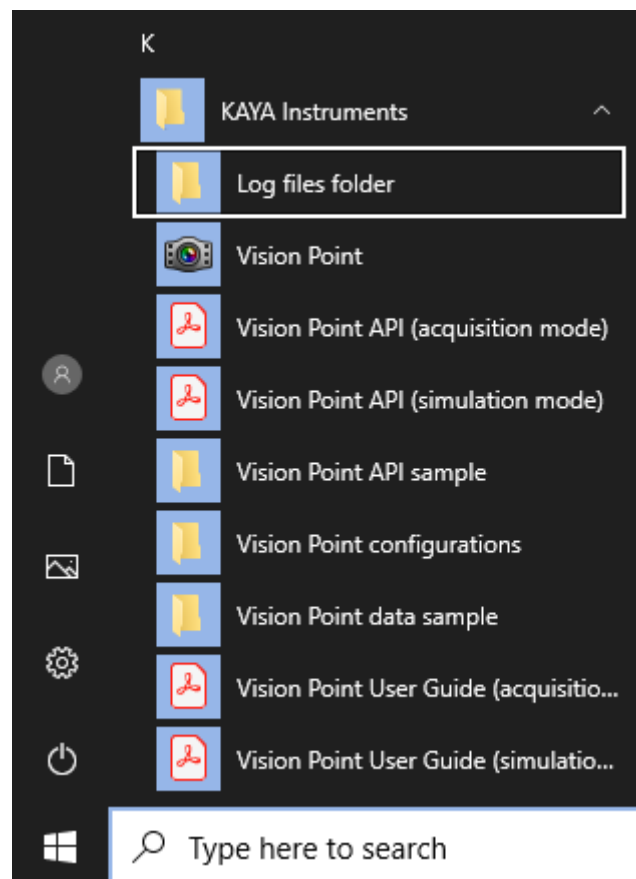 K
KAYA Instruments
Log files folder
Vision Point
Vision Point API (acquisition mode)
Vision Point API (simulation mode)
Vision Point API sample
Vision Point configurations
Vision Point data sample
Vision Point User Guide (acquisitio...
Vision Point User Guide (simulatio...
Type here to search